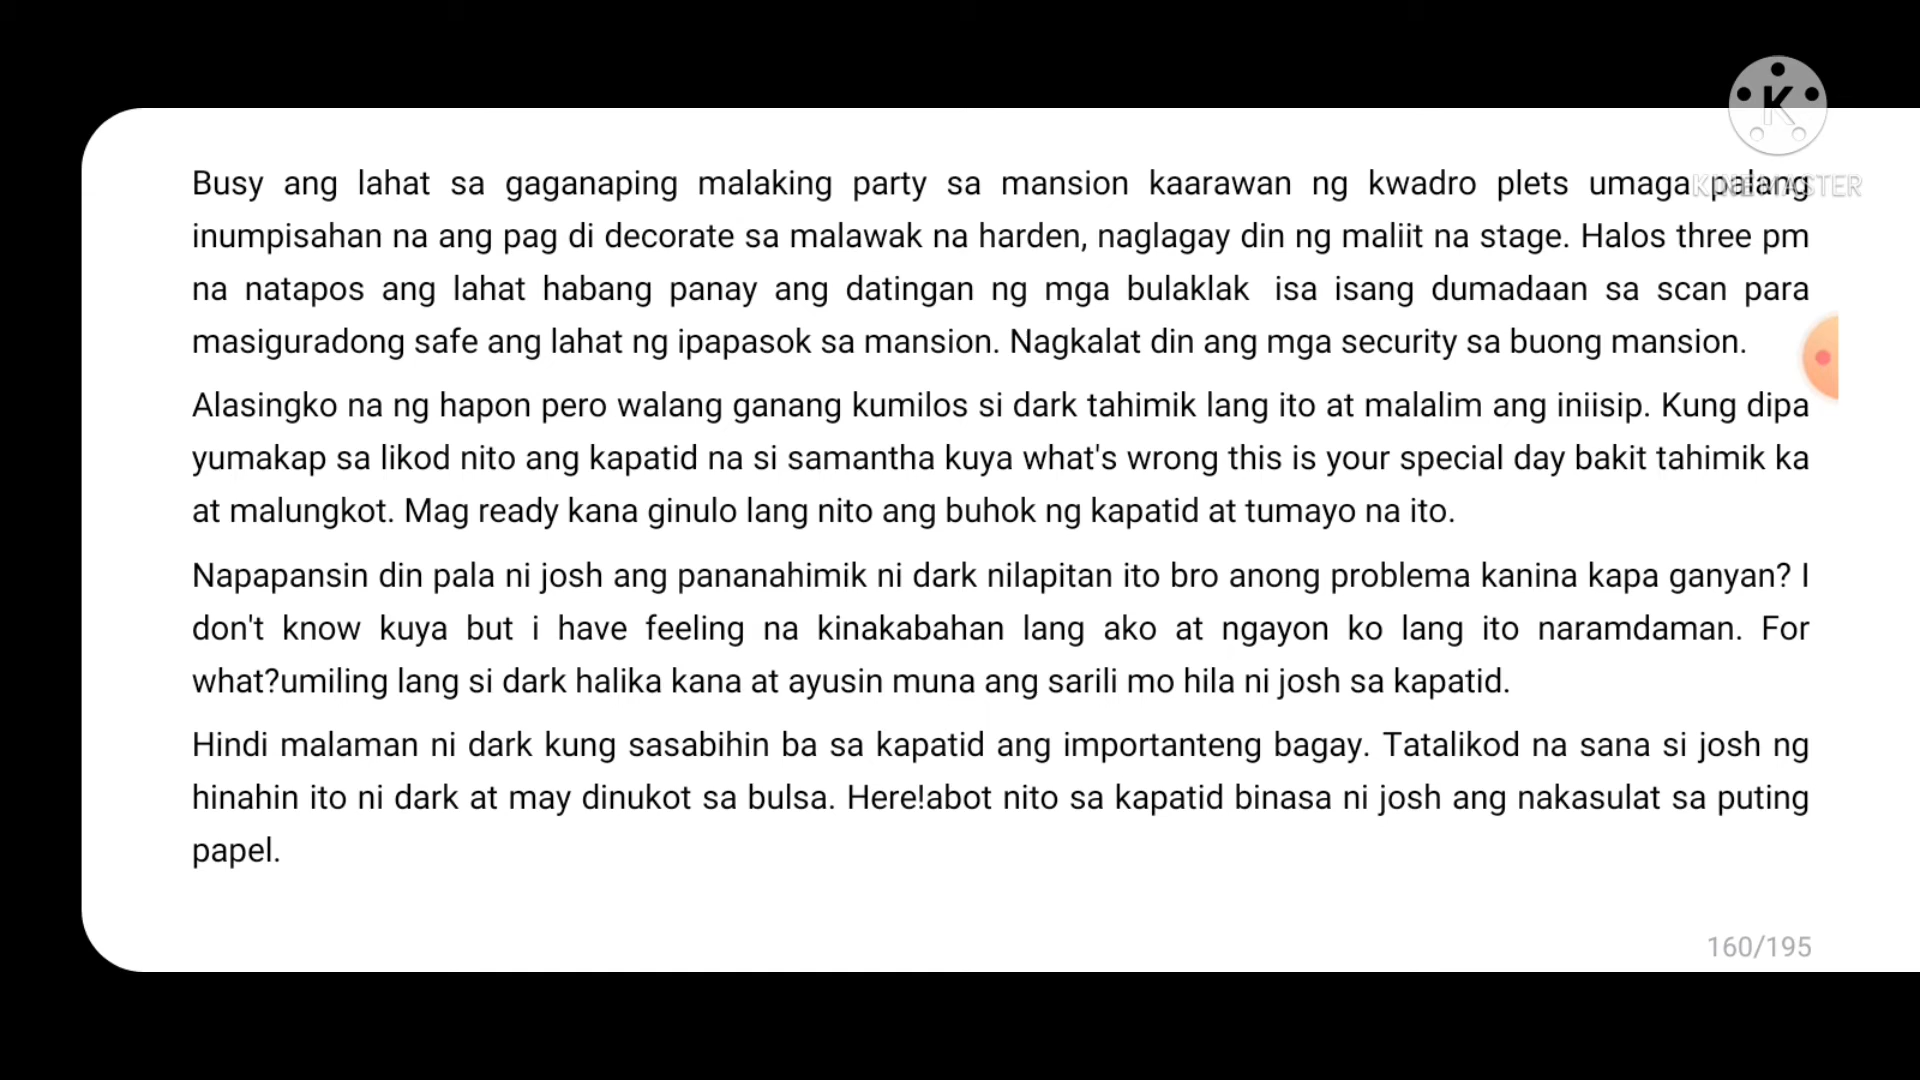 Busy ang lahat sa gaganaping malaking party sa mansion kaarawan ng kwadro plets umaga palang
inumpisahan na ang pag di decorate sa malawak na harden, naglagay din ng maliit na stage. Halos three pm
na natapos ang lahat habang panay ang datingan ng mga bulaklak isa isang dumadaan sa scan para
masiguradong safe ang lahat ng ipapasok sa mansion. Nagkalat din ang mga security sa buong mansion.
Alasingko na ng hapon pero walang ganang kumilos si dark tahimik lang ito at malalim ang iniisip. Kung dipa
yumakap sa likod nito ang kapatid na si samantha kuya what's wrong this is your special day bakit tahimik ka
at malungkot. Mag ready kana ginulo lang nito ang buhok ng kapatid at tumayo na ito.
Napapansin din pala ni josh ang pananahimik ni dark nilapitan ito bro anong problema kanina kapa ganyan? I
don't know kuya but i have feeling na kinakabahan lang ako at ngayon ko lang ito naramdaman. For
what?umiling lang si dark halika kana at ayusin muna ang sarili mo hila ni josh sa kapatid.
Hindi malaman ni dark kung sasabihin ba sa kapatid ang importanteng bagay. Tatalikod na sana si josh ng
hinahin ito ni dark at may dinukot sa bulsa. Here!abot nito sa kapatid binasa ni josh ang nakasulat sa puting
papel.
160/195
K
KINEMASTER